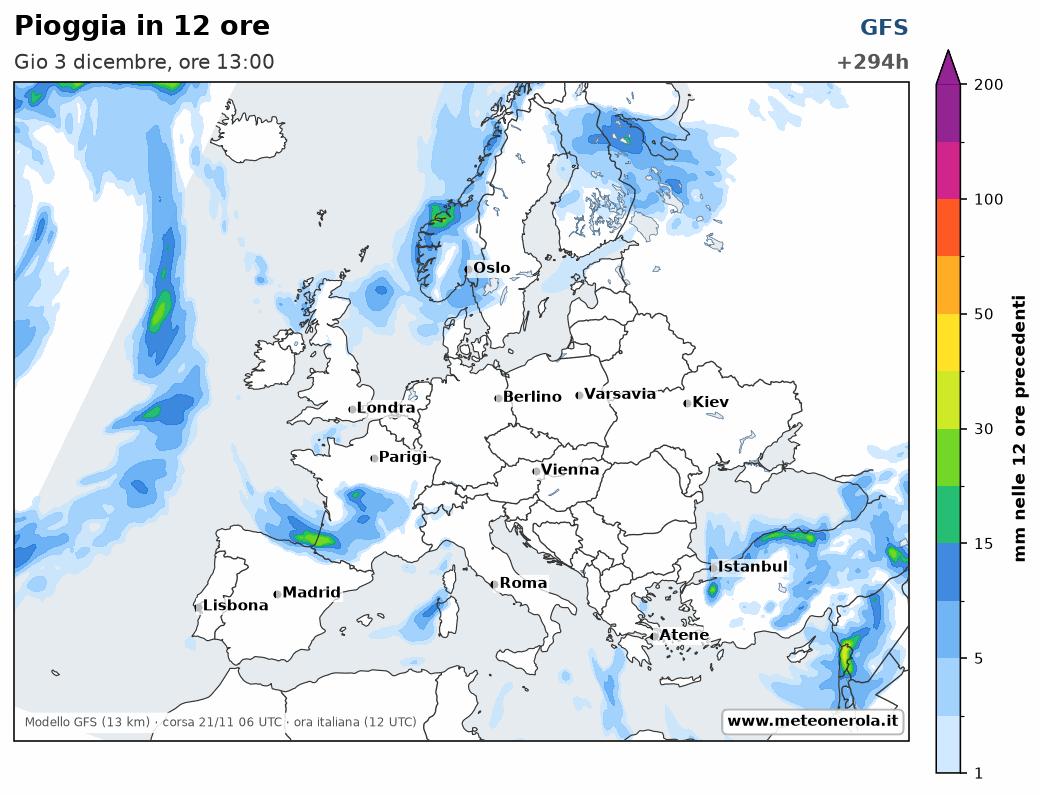 Pioggia in 12 ore
GFS
Gio 3 dicembre, ore 13:00
+294h
200
100
50
30
15
5
1
mm nelle 12 ore precedenti
Oslo
Berlino
Varsavia
Kiev
Londra
Parigi
Vienna
Istanbul
Roma
Madrid
Lisbona
Atene
Modello GFS (13 km) · corsa 21/11 06 UTC · ora italiana (12 UTC)
www.meteonerola.it